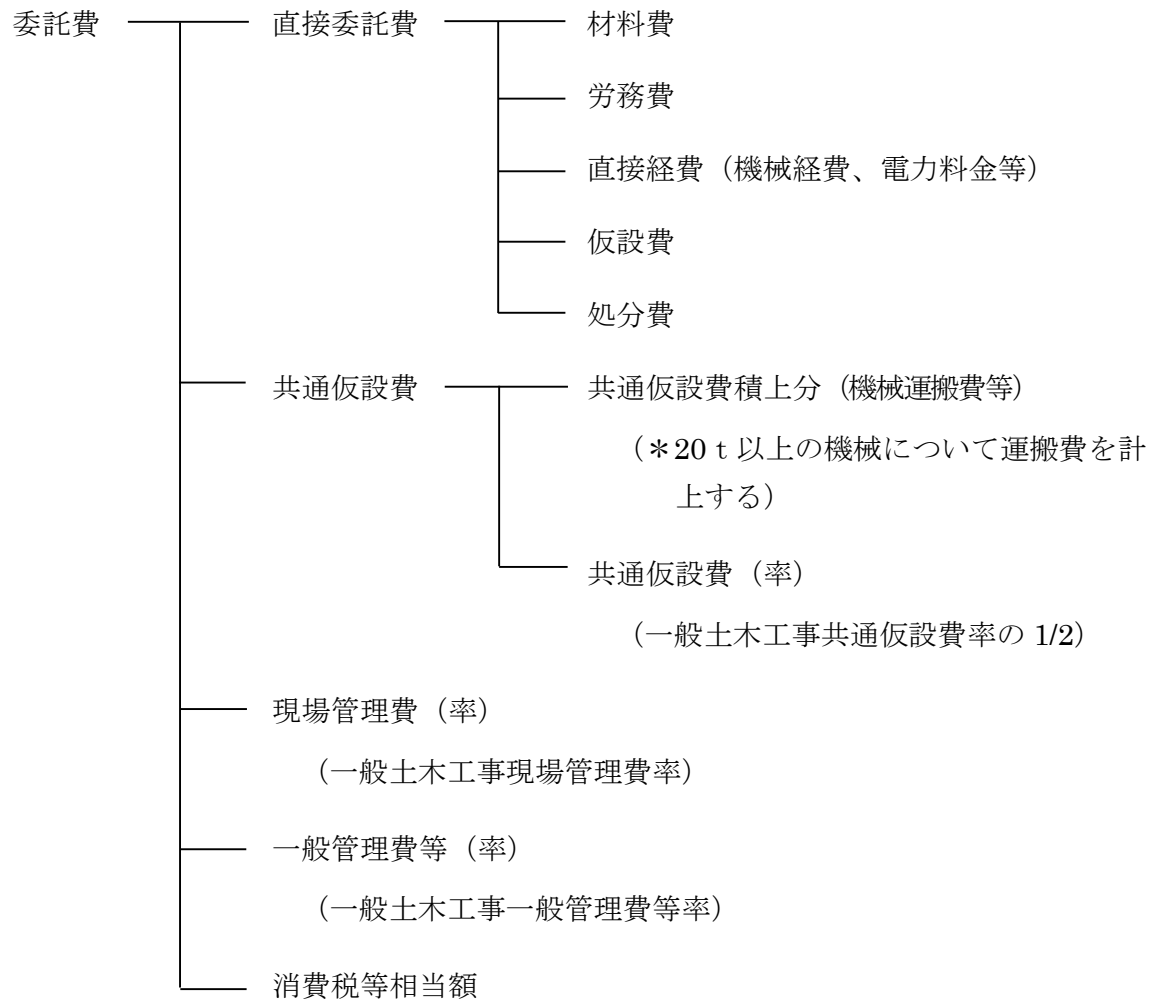 委託費 直接委託費 材料費
労務費
直接経費（機械経費、電力料金等）
仮設費
処分費
共通仮設費 共通仮設費積上分（機械運搬費等）
（＊20ｔ以上の機械について運搬費を計
上する）
共通仮設費（率）
（一般土木工事共通仮設費率の 1/2）
現場管理費（率）
（一般土木工事現場管理費率）
一般管理費等（率）
（一般土木工事一般管理費等率）
消費税等相当額